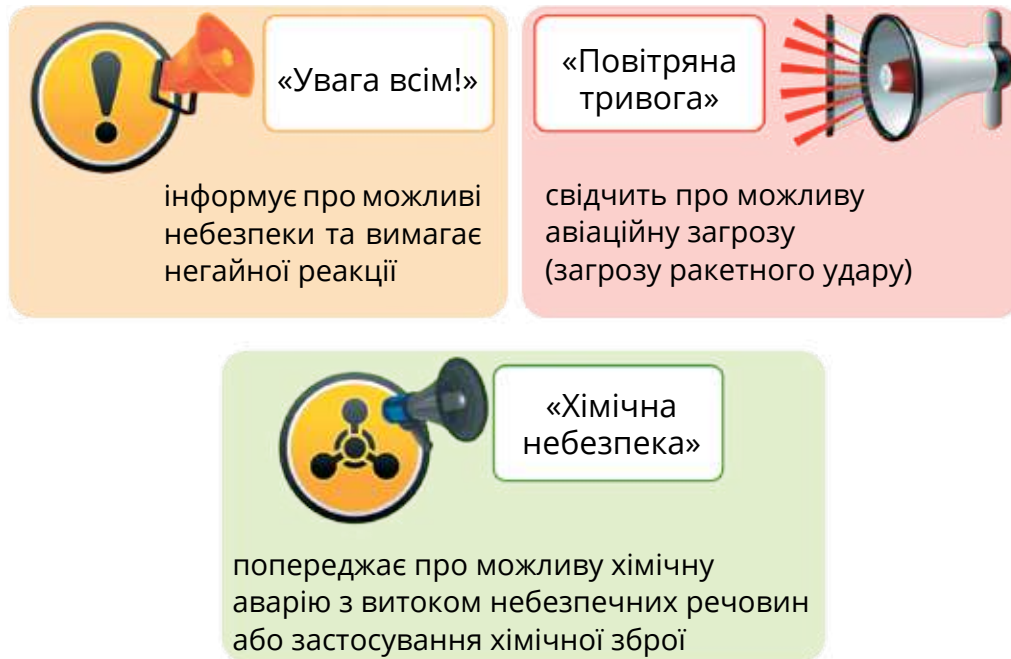 «Увага всім!»
інформує про можливі
небезпеки та вимагає
негайної реакції
«Повітряна
тривога»
свідчить про можливу
авіаційну загрозу
(загрозу ракетного удару)
«Хімічна
небезпека»
попереджає про можливу хімічну
аварію з витоком небезпечних речовин
або застосування хімічної зброї